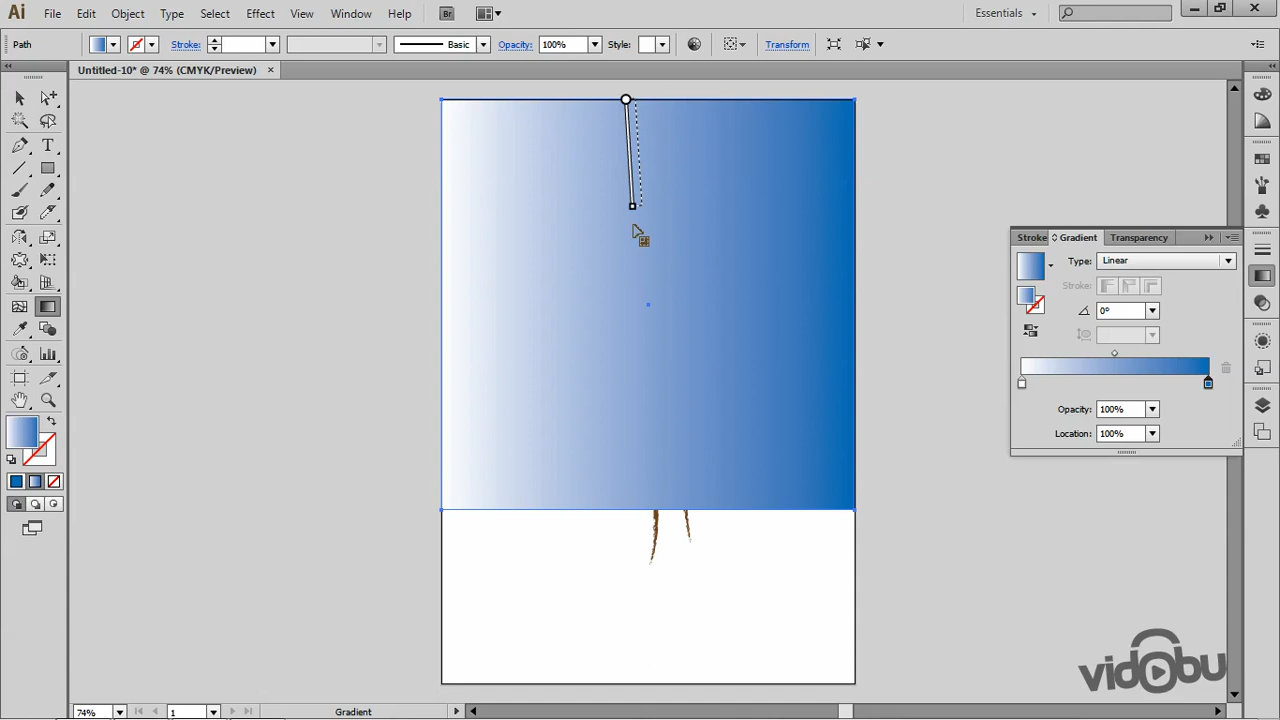 Ai File Edit Object Type Select Effect View Window Help Br Essentials
Path Stroke: Basic Opacity: 100% Style: Transform
Untitled-10* @ 74% (CMYK/Preview) ×
Stroke Gradient Transparency
Type: Linear
Stroke:
0°
Opacity: 100%
Location: 100%
T
vidobu
74% 1 Gradient